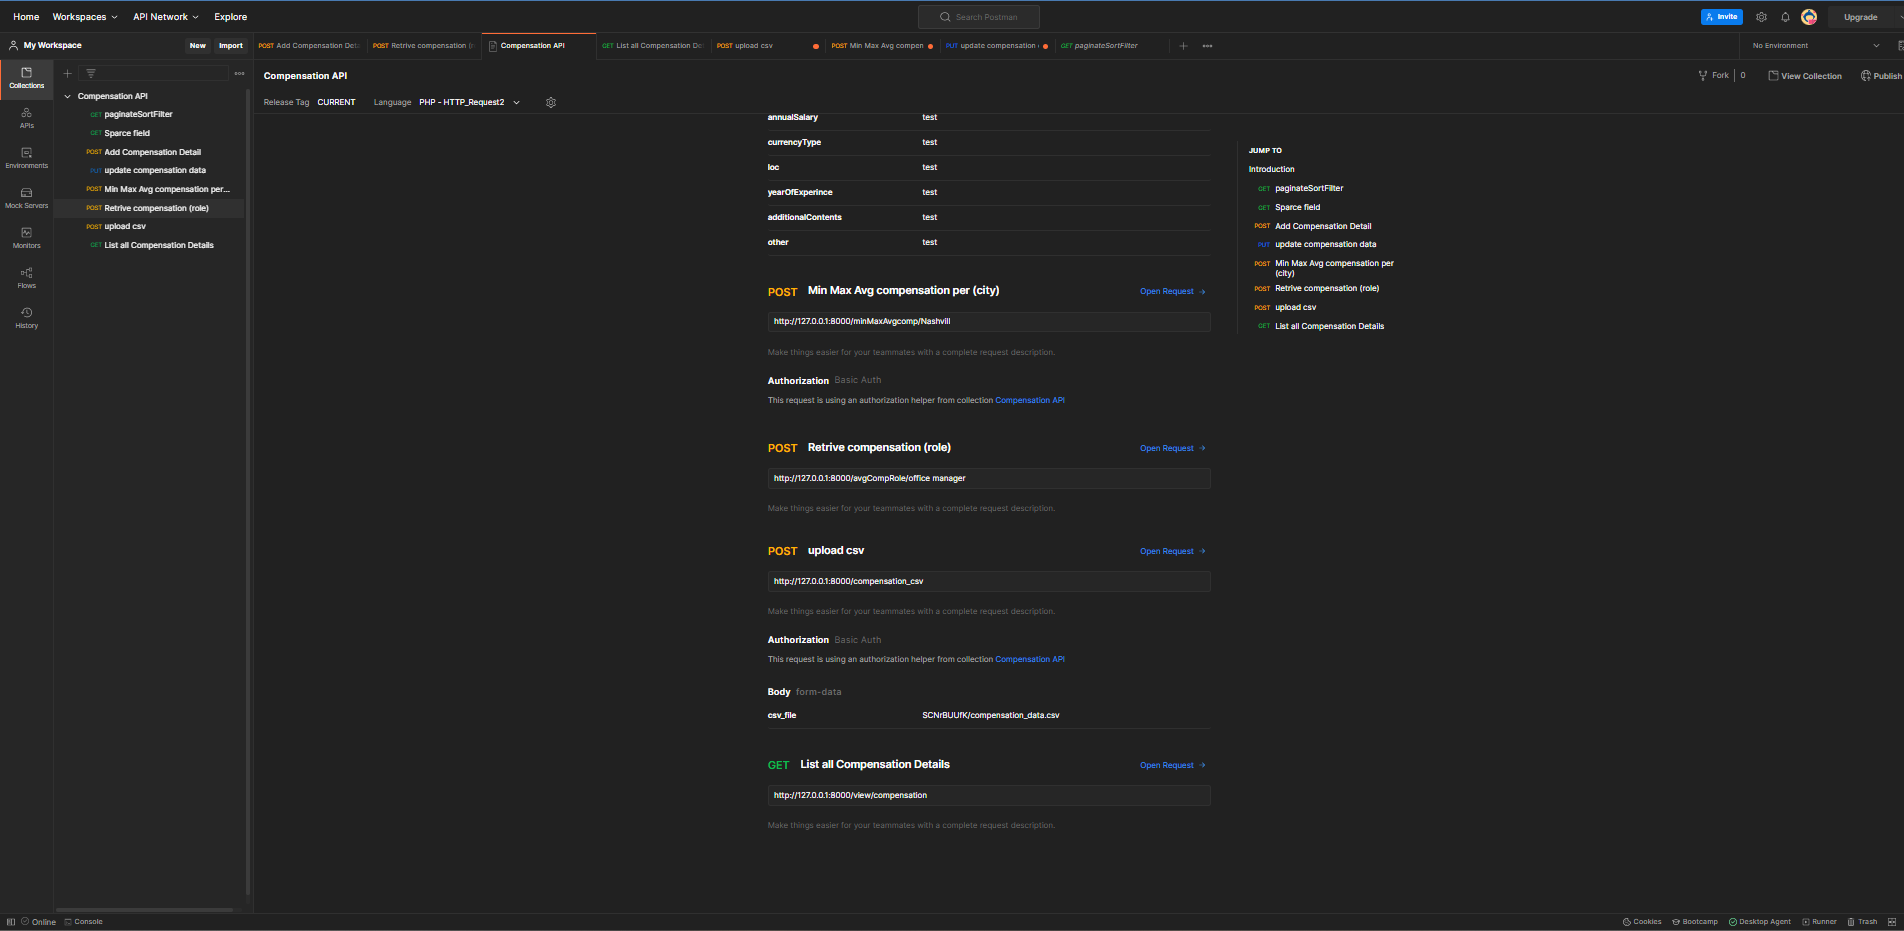 Home Workspaces API Network Explore Search Postman Invite Upgrade
My Workspace New Import
POST Add Compensation Deta POST Retrive compensation (r Compensation API GET List all Compensation De POST upload csv POST Min Max Avg compen PUT update compensation GET paginateSortFilter No Environment
Collections
APIs
Environments
Mock Servers
Monitors
Flows
History
Compensation API
GET paginateSortFilter
GET Sparce field
POST Add Compensation Detail
PUT update compensation data
POST Min Max Avg compensation per...
POST Retrive compensation (role)
POST upload csv
GET List all Compensation Details
Compensation API Fork 0 View Collection Publish
Release Tag CURRENT Language PHP - HTTP_Request2
annualSalary test
currencyType test
loc test
yearOfExperince test
additionalContents test
other test
POST Min Max Avg compensation per (city) Open Request →
http://127.0.0.1:8000/minMaxAvgcomp/Nashvill
Make things easier for your teammates with a complete request description.
Authorization Basic Auth
This request is using an authorization helper from collection Compensation API
POST Retrive compensation (role) Open Request →
http://127.0.0.1:8000/avgCompRole/office manager
Make things easier for your teammates with a complete request description.
POST upload csv Open Request →
http://127.0.0.1:8000/compensation_csv
Make things easier for your teammates with a complete request description.
Authorization Basic Auth
This request is using an authorization helper from collection Compensation API
Body form-data
csv_file SCNrBUUfK/compensation_data.csv
GET List all Compensation Details Open Request →
http://127.0.0.1:8000/view/compensation
Make things easier for your teammates with a complete request description.
JUMP TO
Introduction
GET paginateSortFilter
GET Sparce field
POST Add Compensation Detail
PUT update compensation data
POST Min Max Avg compensation per
(city)
POST Retrive compensation (role)
POST upload csv
GET List all Compensation Details
Online Console Cookies Bootcamp Desktop Agent Runner Trash